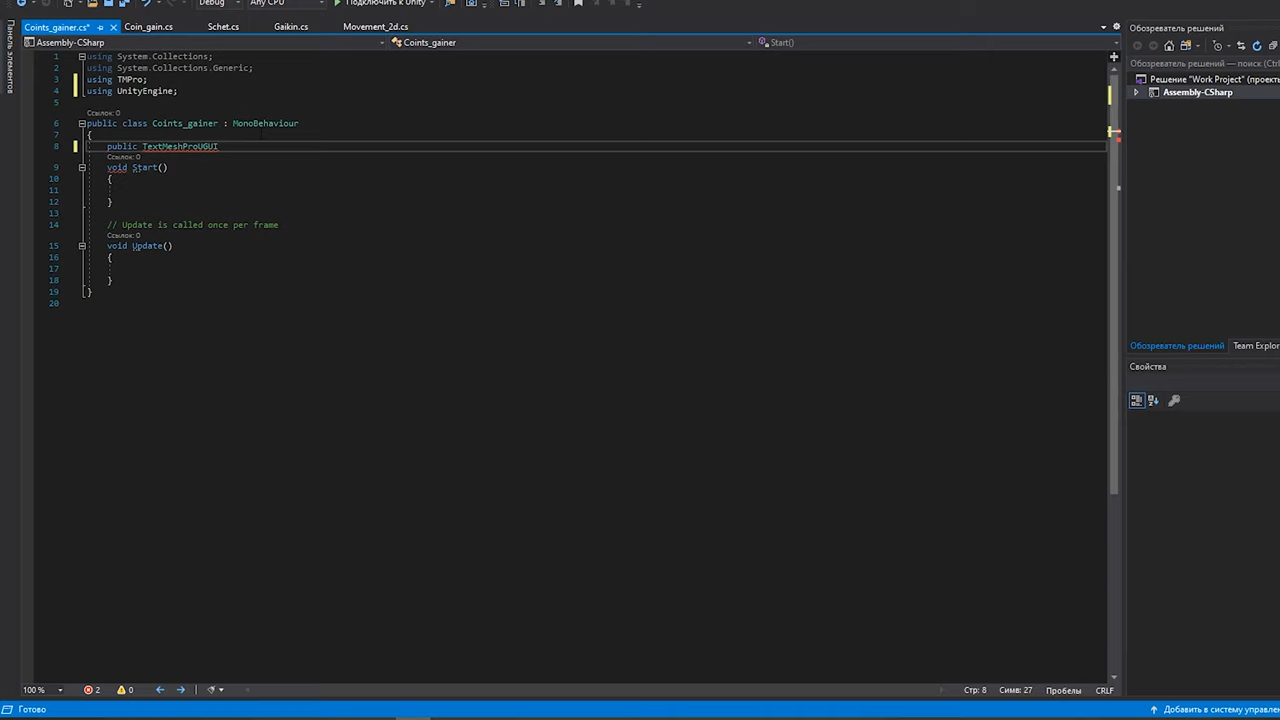 Debug
Any CPU
Подключить к Unity
Coints_gainer.cs*
Coin_gain.cs
Schet.cs
Gaikin.cs
Movement_2d.cs
Обозреватель решений
Панель элементов
Assembly-CSharp
Coints_gainer
Start()
Обозреватель решений — поиск (Ctrl
Решение "Work Project" (проекты
Assembly-CSharp
1 using System.Collections;
2 using System.Collections.Generic;
3 using TMPro;
4 using UnityEngine;
5
Ссылок: 0
6 public class Coints_gainer : MonoBehaviour
7 {
8 public TextMeshProUGUI
Ссылок: 0
9 void Start()
10 {
11
12 }
13
14 // Update is called once per frame
Ссылок: 0
15 void Update()
16 {
17
18 }
19 }
20
Обозреватель решений
Team Explor
Свойства
100 %
2
0
Стр: 8
Симв: 27
Пробелы
CRLF
Готово
Добавить в систему управле